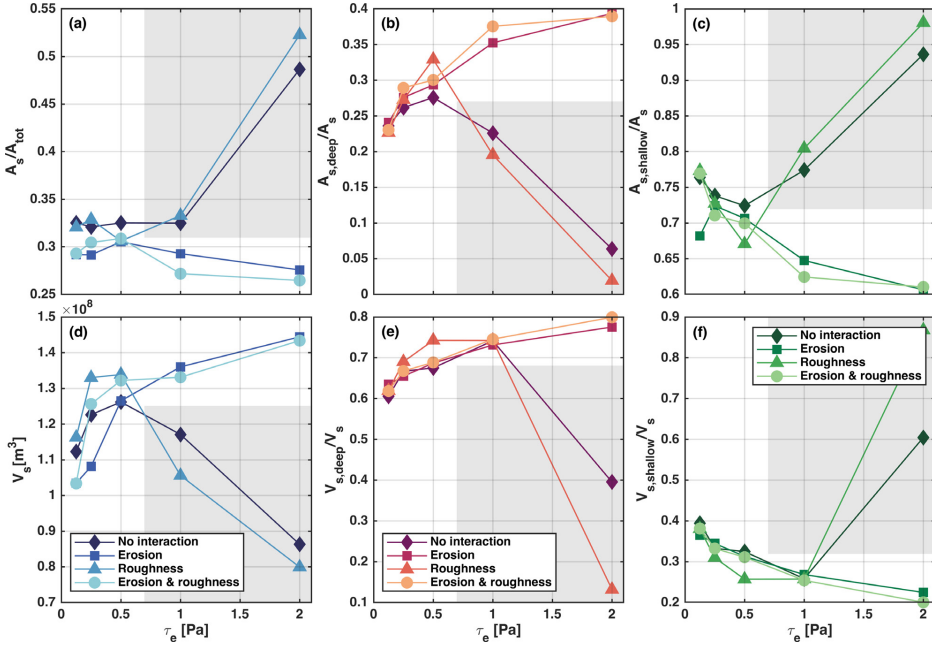 (a)
0.55
0.5
0.45
0.4
0.35
0.3
0.25
A_s/A_tot
(b)
0.4
0.35
0.3
0.25
0.2
0.15
0.1
0.05
0
A_s,deep/A_s
(c)
1
0.95
0.9
0.85
0.8
0.75
0.7
0.65
0.6
A_s,shallow/A_s
×10^8
(d)
1.5
1.4
1.3
1.2
1.1
1
0.9
0.8
0.7
V_s [m^3]
No interaction
Erosion
Roughness
Erosion & roughness
0 0.5 1 1.5 2
τ_e [Pa]
(e)
0.8
0.7
0.6
0.5
0.4
0.3
0.2
0.1
V_s,deep/V_s
No interaction
Erosion
Roughness
Erosion & roughness
0 0.5 1 1.5 2
τ_e [Pa]
(f)
0.9
0.8
0.7
0.6
0.5
0.4
0.3
0.2
V_s,shallow/V_s
No interaction
Erosion
Roughness
Erosion & roughness
0 0.5 1 1.5 2
τ_e [Pa]